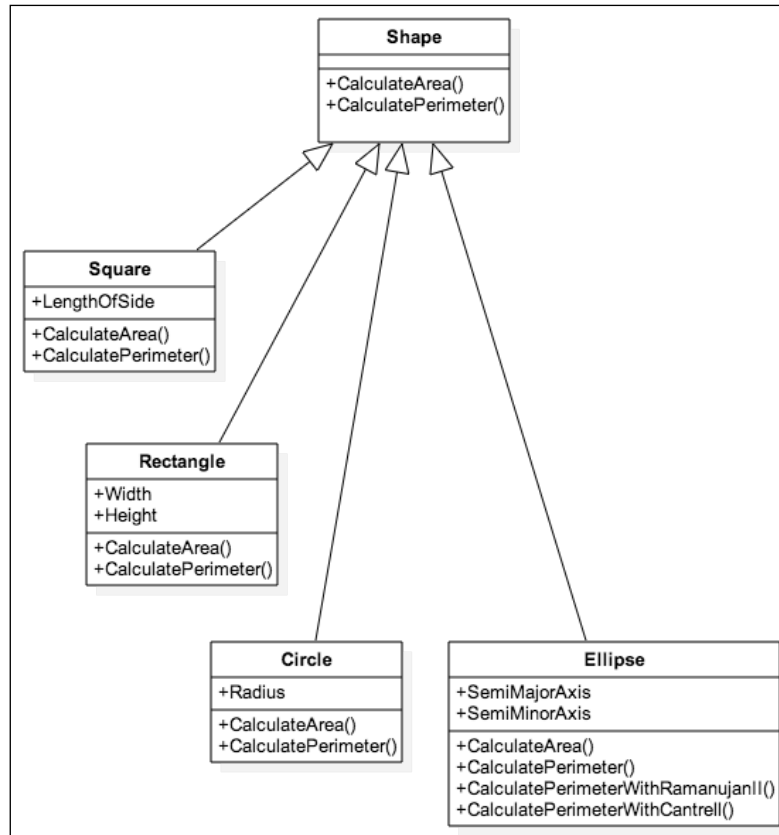 Shape
+CalculateArea()
+CalculatePerimeter()
Square
+LengthOfSide
+CalculateArea()
+CalculatePerimeter()
Rectangle
+Width
+Height
+CalculateArea()
+CalculatePerimeter()
Circle
+Radius
+CalculateArea()
+CalculatePerimeter()
Ellipse
+SemiMajorAxis
+SemiMinorAxis
+CalculateArea()
+CalculatePerimeter()
+CalculatePerimeterWithRamanujanII()
+CalculatePerimeterWithCantrell()